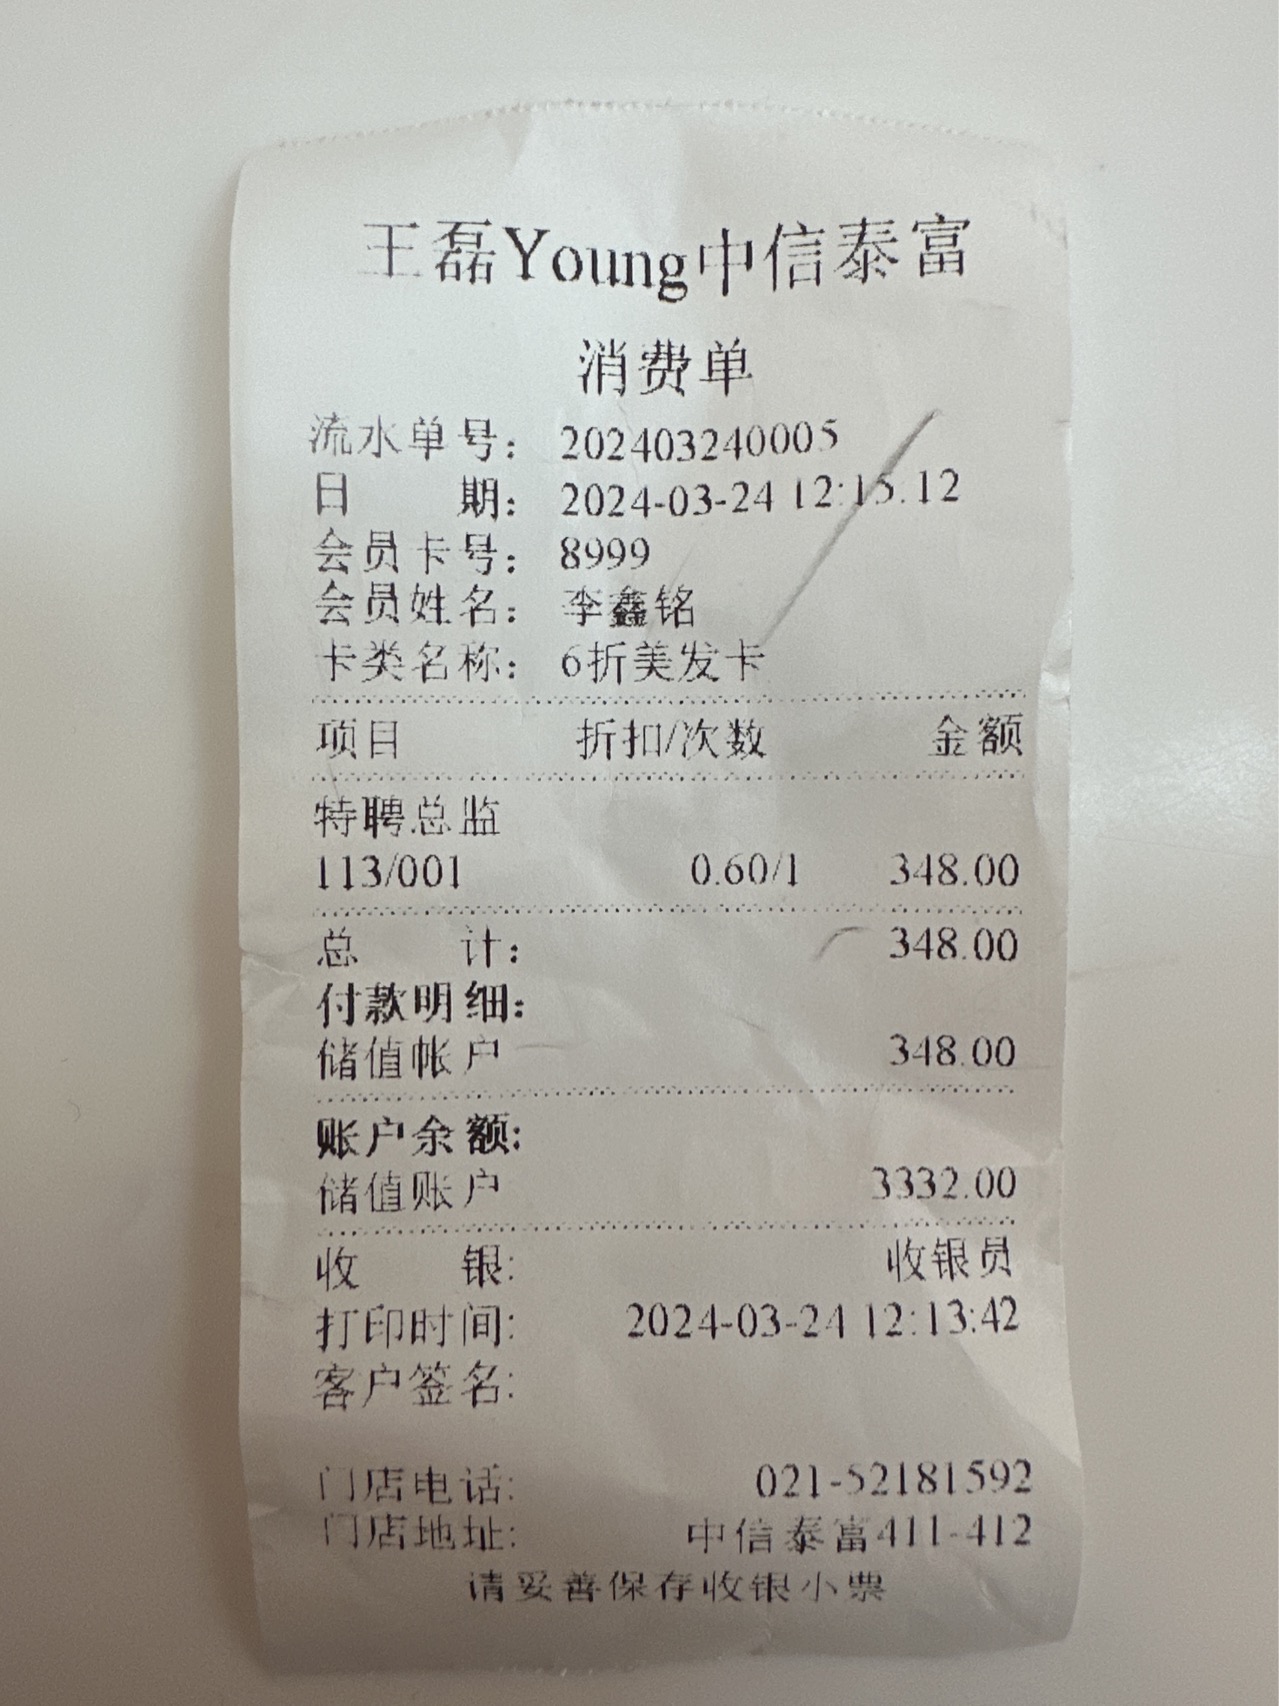 王磊Young中信泰富
消费单
流水单号： 202403240005
日 期： 2024-03-24 12:15:12
会员卡号： 8999
会员姓名： 李鑫铭
卡类名称： 6折美发卡
项目 折扣/次数 金额
特聘总监
113/001 0.60/1 348.00
总 计： 348.00
付款明细：
储值帐户 348.00
账户余额:
储值账户 3332.00
收 银: 收银员
打印时间: 2024-03-24 12:13:42
客户签名:
门店电话: 021-52181592
门店地址: 中信泰富411-412
请妥善保存收银小票